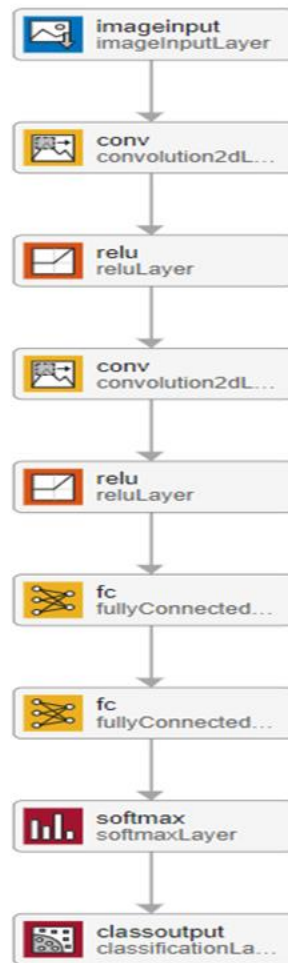 imageinput
imageInputLayer
conv
convolution2dL...
relu
reluLayer
conv
convolution2dL...
relu
reluLayer
fc
fullyConnected...
fc
fullyConnected...
softmax
softmaxLayer
classoutput
classificationLa...